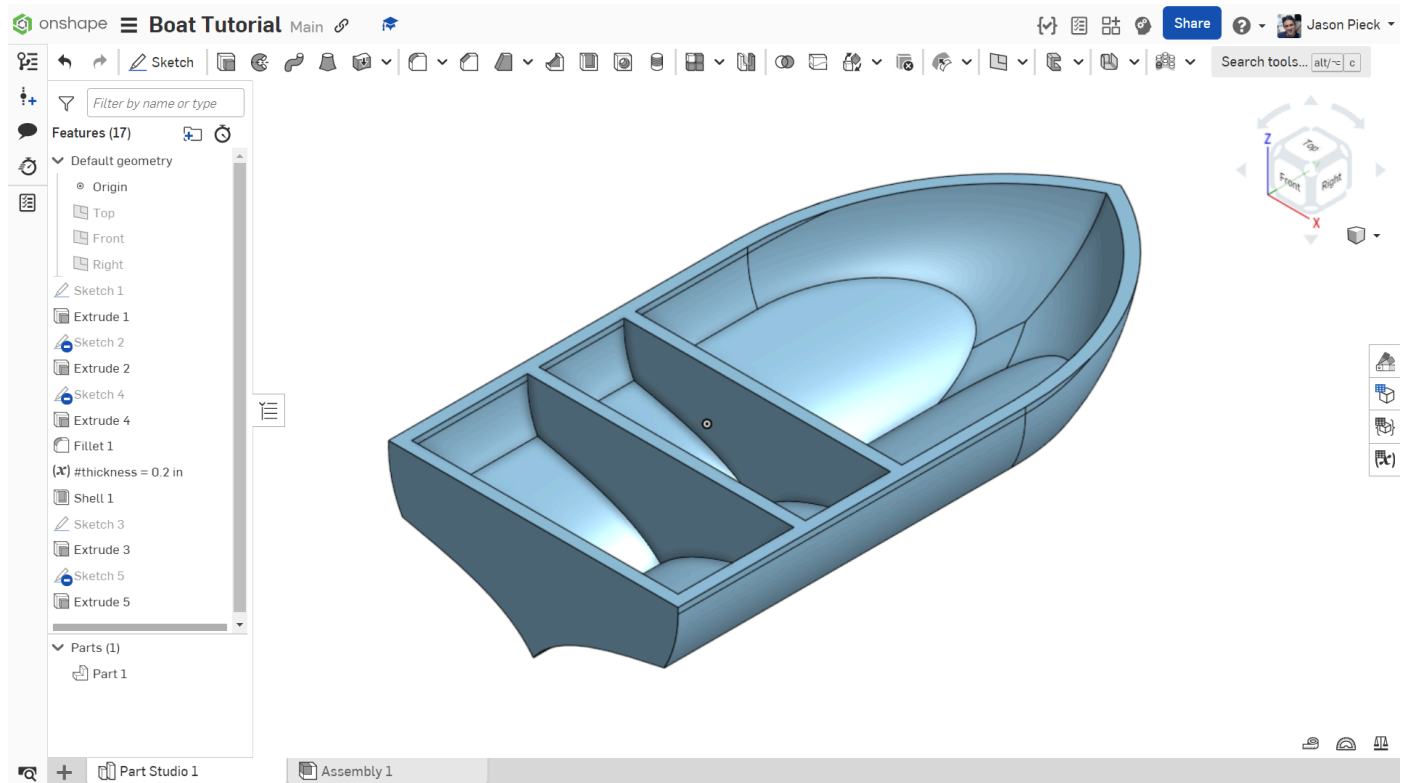 onshape Boat Tutorial Main Share Jason Pieck
Sketch Search tools... alt/⌥ c
Filter by name or type
Features (17)
Default geometry
Origin
Top
Front
Right
Sketch 1
Extrude 1
Sketch 2
Extrude 2
Sketch 4
Extrude 4
Fillet 1
(x) #thickness = 0.2 in
Shell 1
Sketch 3
Extrude 3
Sketch 5
Extrude 5
Parts (1)
Part 1
Z
Top
Y
Front
Right
X
(x)
Part Studio 1 Assembly 1